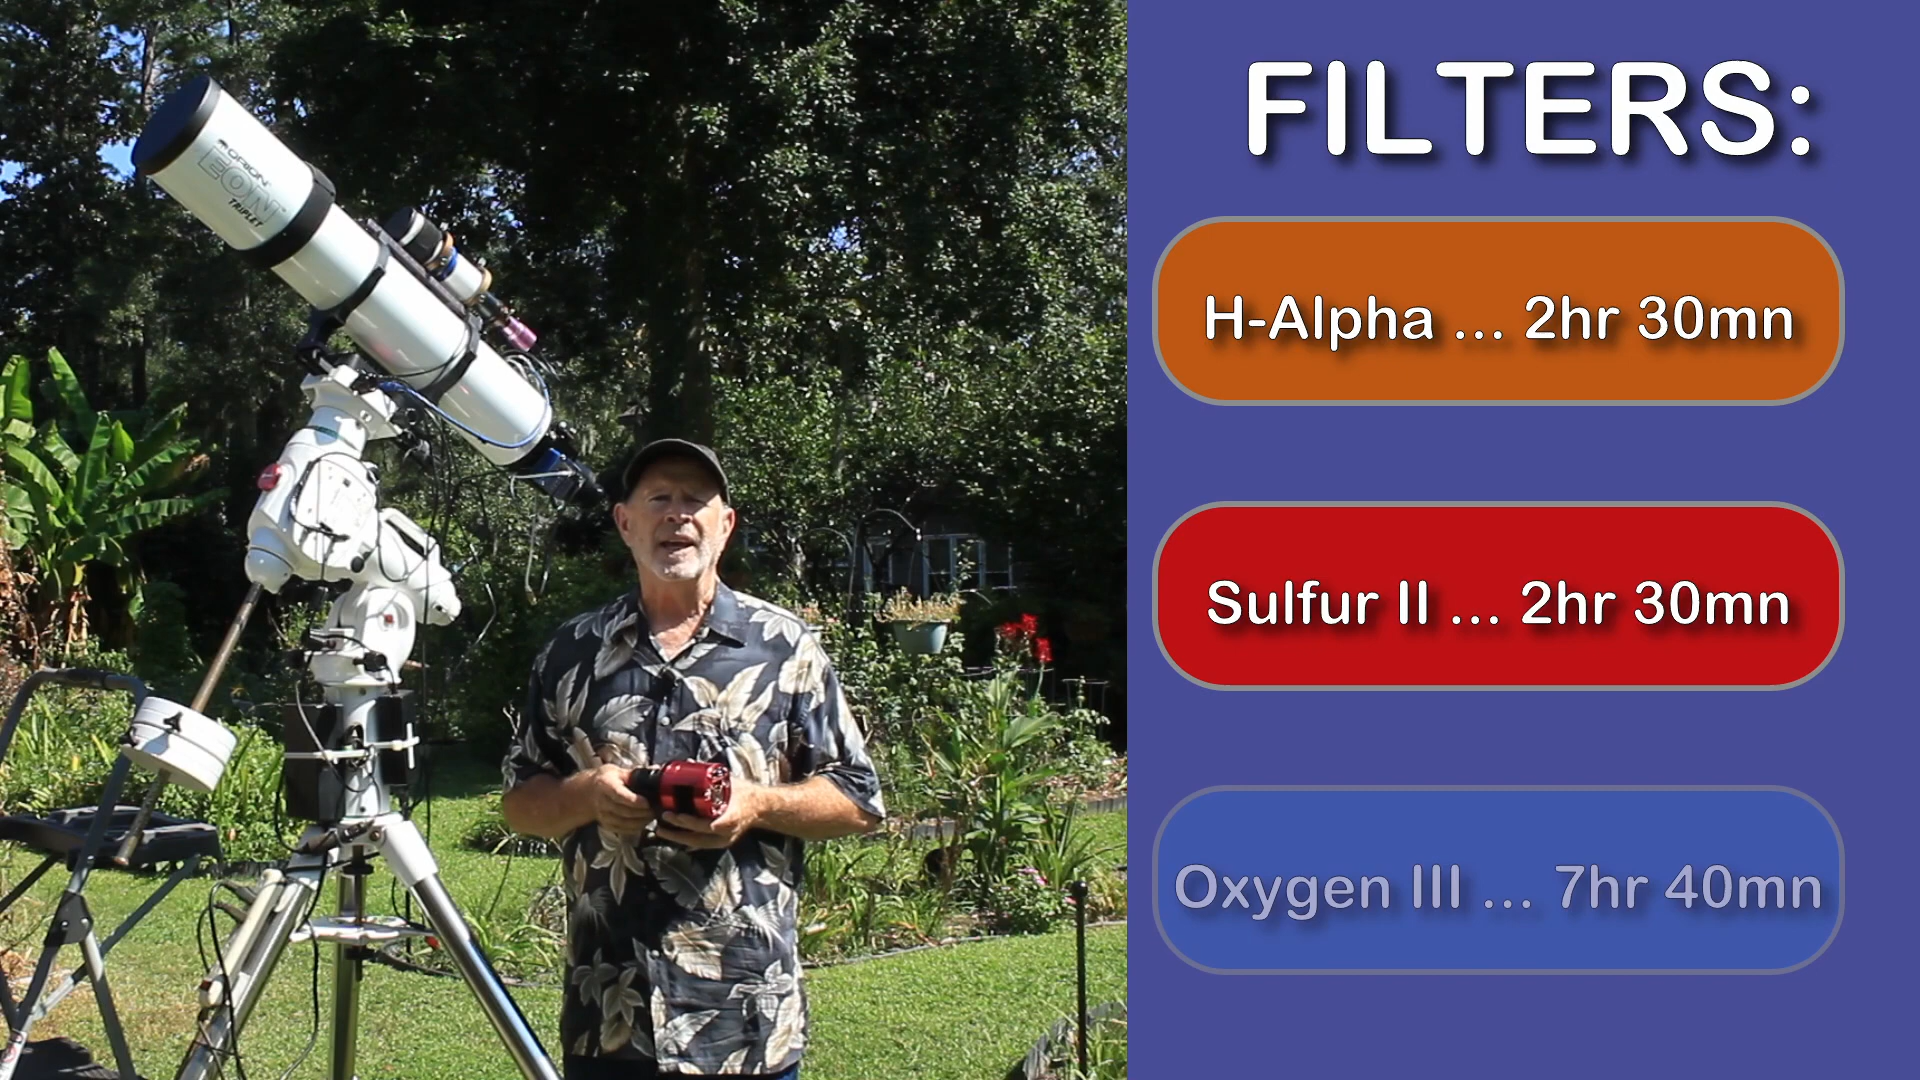 ORION
EON
TRIPLET
FILTERS:
H-Alpha ... 2hr 30mn
Sulfur II ... 2hr 30mn
Oxygen III ... 7hr 40mn